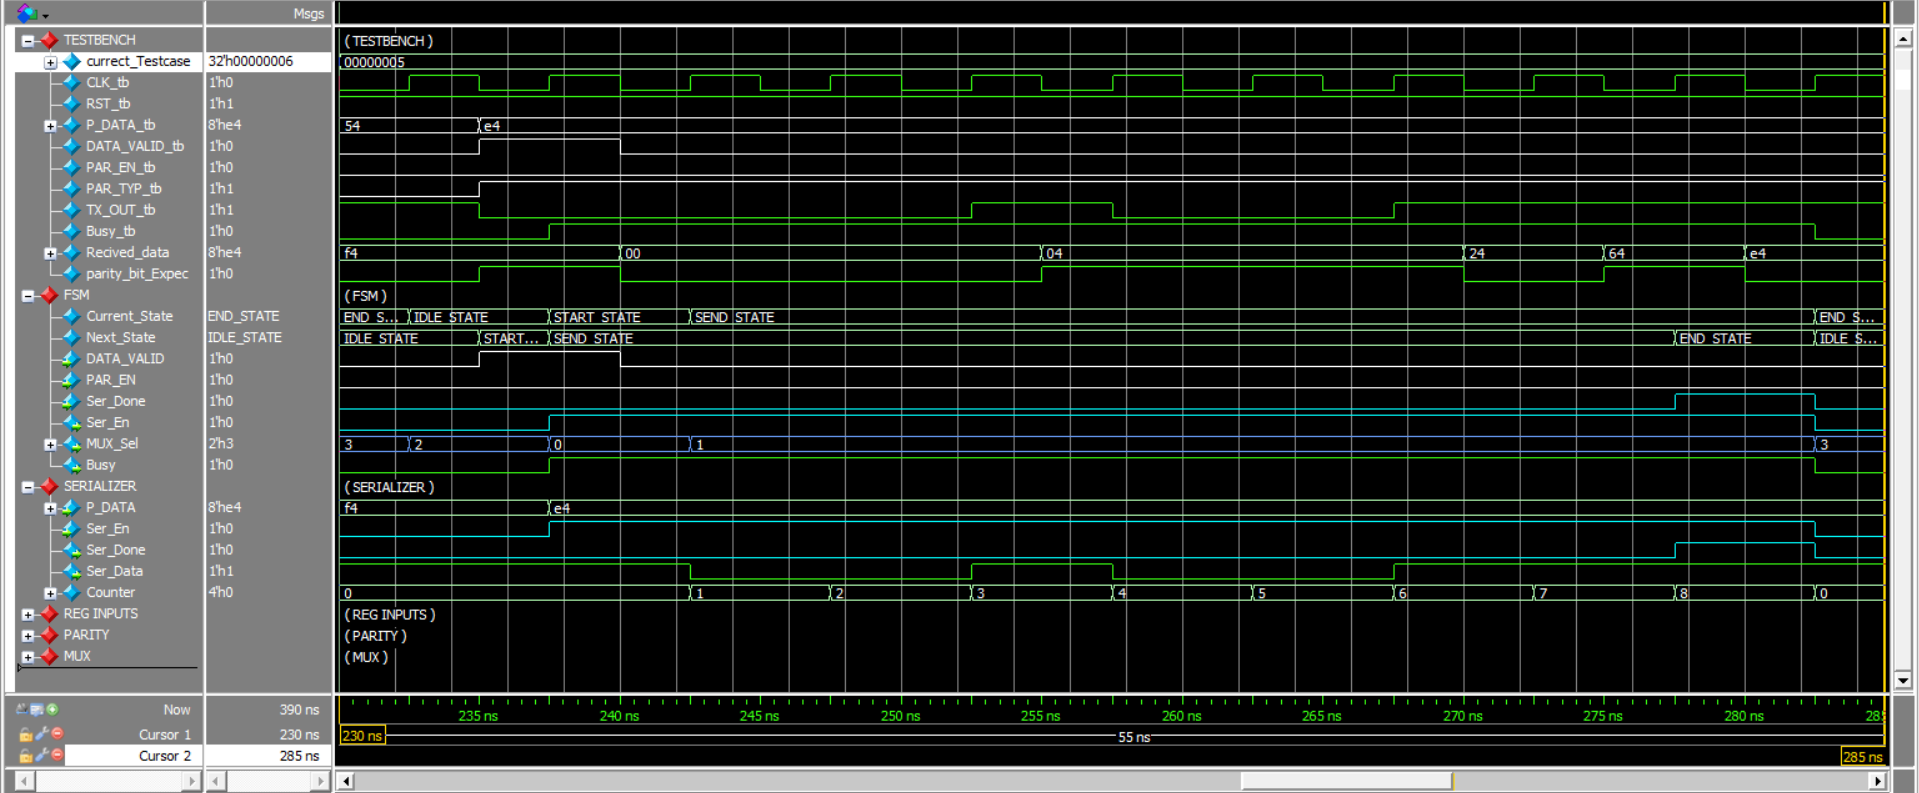 Msgs
TESTBENCH (TESTBENCH)
currect_Testcase 32'h00000006 00000005
CLK_tb 1'h0
RST_tb 1'h1
P_DATA_tb 8'he4 54 e4
DATA_VALID_tb 1'h0
PAR_EN_tb 1'h0
PAR_TYP_tb 1'h1
TX_OUT_tb 1'h1
Busy_tb 1'h0
Recived_data 8'he4 f4 00 04 24 64 e4
parity_bit_Expec 1'h0
FSM (FSM)
Current_State END_STATE END S... IDLE STATE START STATE SEND STATE END S...
Next_State IDLE_STATE IDLE STATE START... SEND STATE END STATE IDLE S...
DATA_VALID 1'h0
PAR_EN 1'h0
Ser_Done 1'h0
Ser_En 1'h0
MUX_Sel 2'h3 3 2 0 1 3
Busy 1'h0
SERIALIZER (SERIALIZER)
P_DATA 8'he4 f4 e4
Ser_En 1'h0
Ser_Done 1'h0
Ser_Data 1'h1
Counter 4'h0 0 1 2 3 4 5 6 7 8 0
REG INPUTS (REG INPUTS)
PARITY (PARITY)
MUX (MUX)
Now 390 ns 235 ns 240 ns 245 ns 250 ns 255 ns 260 ns 265 ns 270 ns 275 ns 280 ns 285
Cursor 1 230 ns 230 ns 55 ns
Cursor 2 285 ns 285 ns